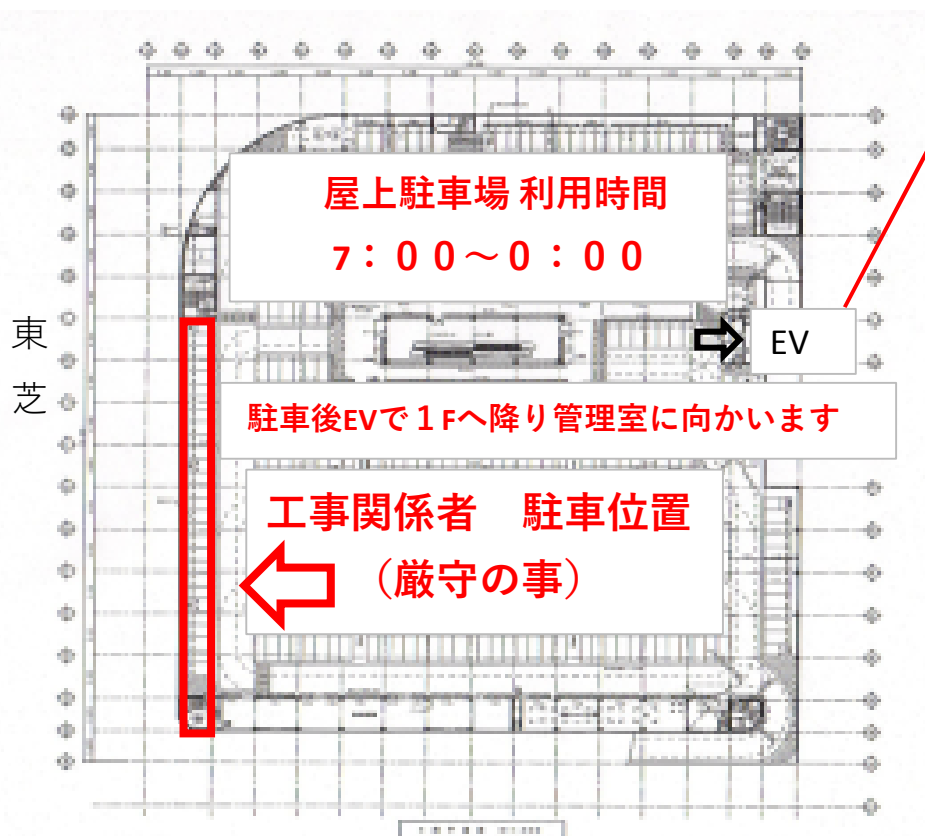 屋上駐車場 利用時間
7：００～０：００
東芝
EV
駐車後EVで１Fへ降り管理室に向かいます
工事関係者　駐車位置
（厳守の事）